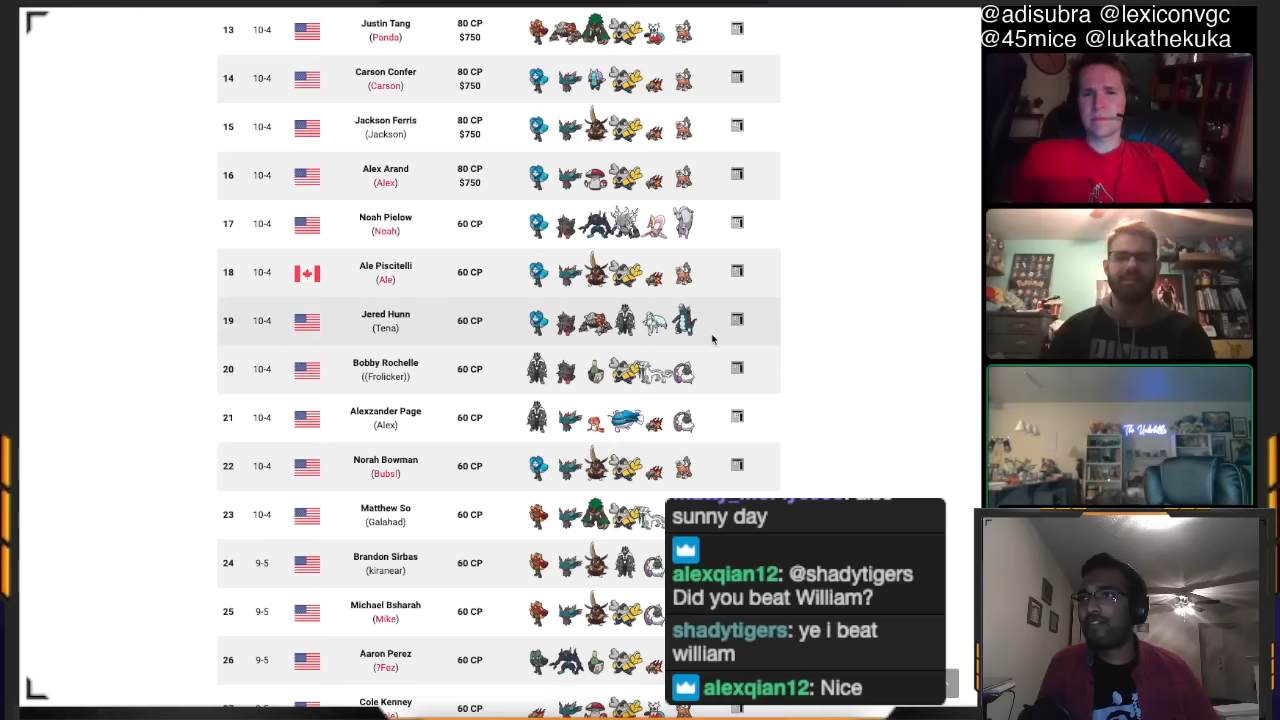 @adisubra @lexiconvgc
@45mice @lukathekuka
13 10-4 Justin Tang 80 CP
(Panda) $750
14 10-4 Carson Confer 80 CP
(Carson) $750
15 10-4 Jackson Ferris 80 CP
(Jackson) $750
16 10-4 Alex Arand 80 CP
(Alex) $750
17 10-4 Noah Pielow 60 CP
(Noah)
18 10-4 Ale Piscitelli 60 CP
(Ale)
19 10-4 Jered Hunn 60 CP
(Tena)
20 10-4 Bobby Rochelle 60 CP
((Frolicker))
21 10-4 Alexzander Page 60 CP
(Alex)
22 10-4 Norah Bowman 60 CP
(Bubs!)
23 10-4 Matthew So 60 CP
(Galahad)
24 9-5 Brandon Sirbas 60 CP
(kiranear)
25 9-5 Michael Bsharah 60 CP
(Mike)
26 9-5 Aaron Perez 60 CP
(?Fez)
Cole Kenney
sunny day
alexqian12: @shadytigers
Did you beat William?
shadytigers: ye i beat
william
alexqian12: Nice